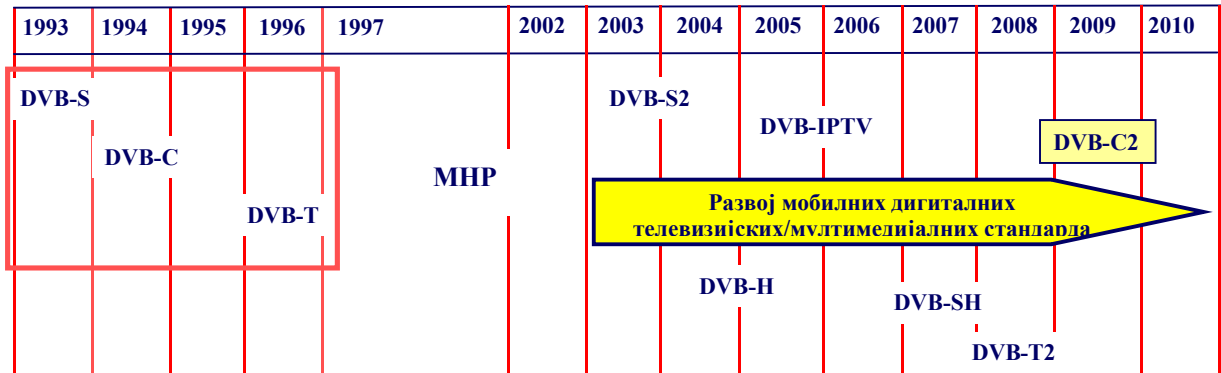 1993 1994 1995 1996 1997 2002 2003 2004 2005 2006 2007 2008 2009 2010
DVB-S
DVB-S2
DVB-IPTV
DVB-C2
DVB-C
MHP
DVB-T
Развој мобилних дигиталних
телевизијских/мултимедијалних стандарда
DVB-H
DVB-SH
DVB-T2